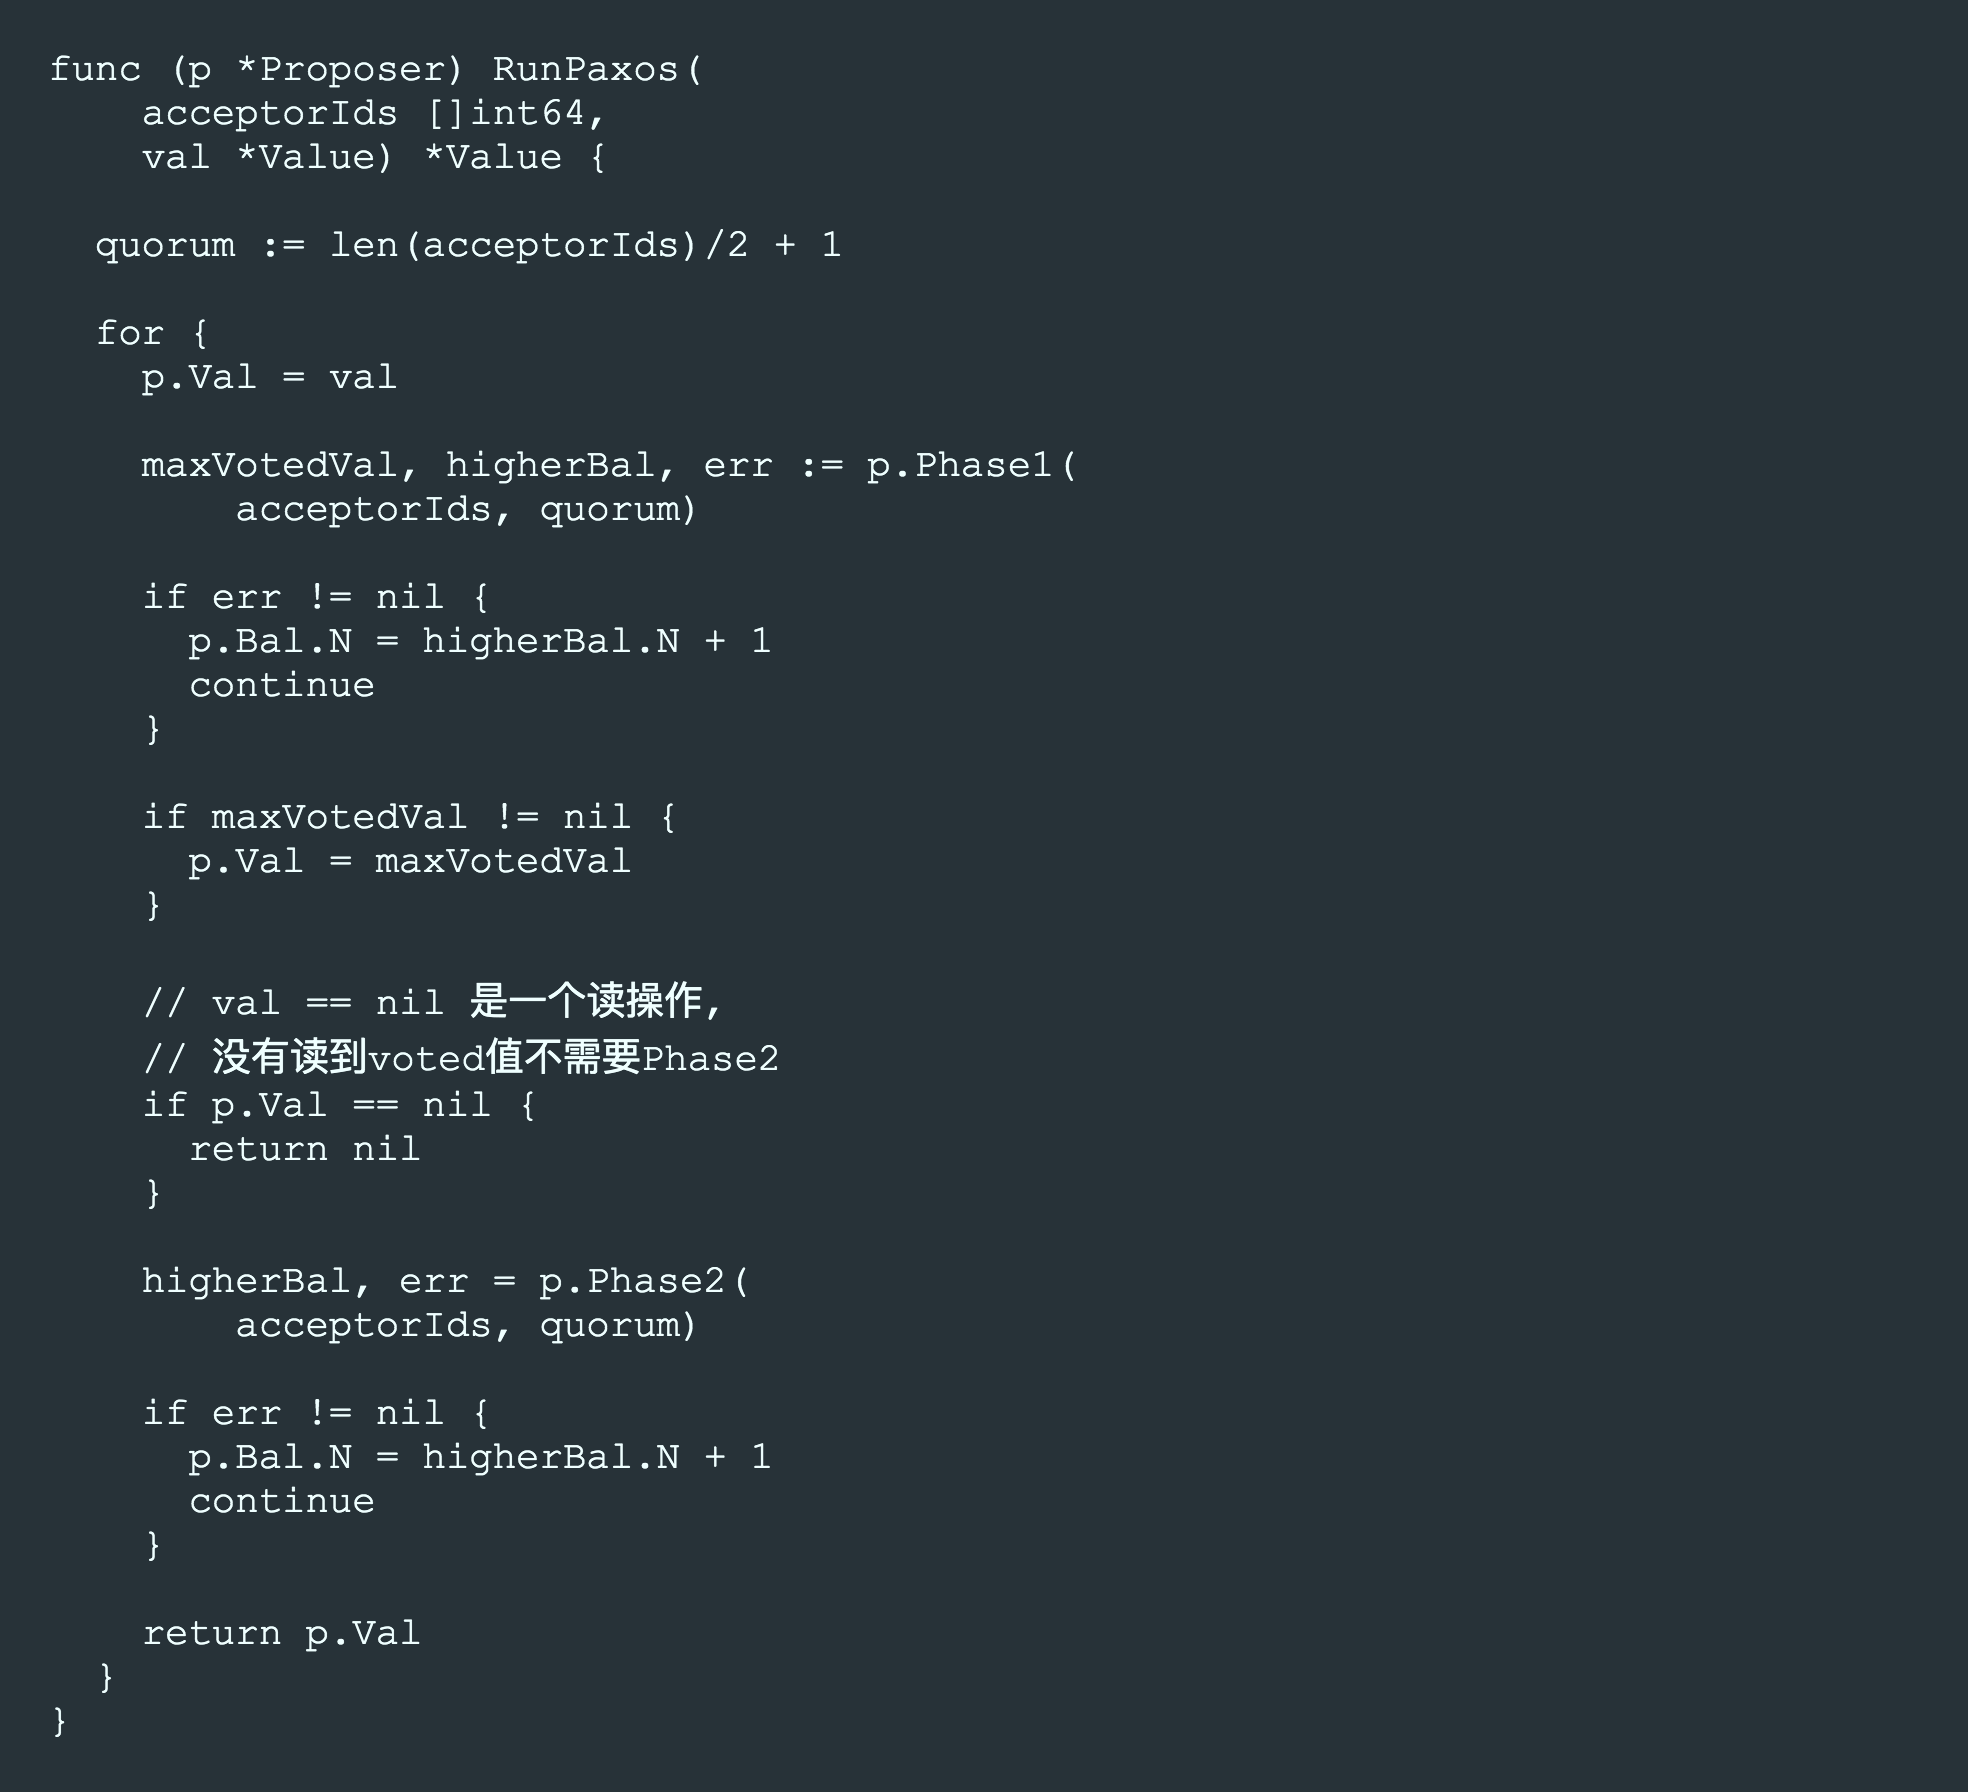 func (p *Proposer) RunPaxos(
    acceptorIds []int64,
    val *Value) *Value {

  quorum := len(acceptorIds)/2 + 1

  for {
    p.Val = val

    maxVotedVal, higherBal, err := p.Phase1(
        acceptorIds, quorum)

    if err != nil {
      p.Bal.N = higherBal.N + 1
      continue
    }

    if maxVotedVal != nil {
      p.Val = maxVotedVal
    }

    // val == nil 是一个读操作,
    // 没有读到voted值不需要Phase2
    if p.Val == nil {
      return nil
    }

    higherBal, err = p.Phase2(
        acceptorIds, quorum)

    if err != nil {
      p.Bal.N = higherBal.N + 1
      continue
    }

    return p.Val
  }
}